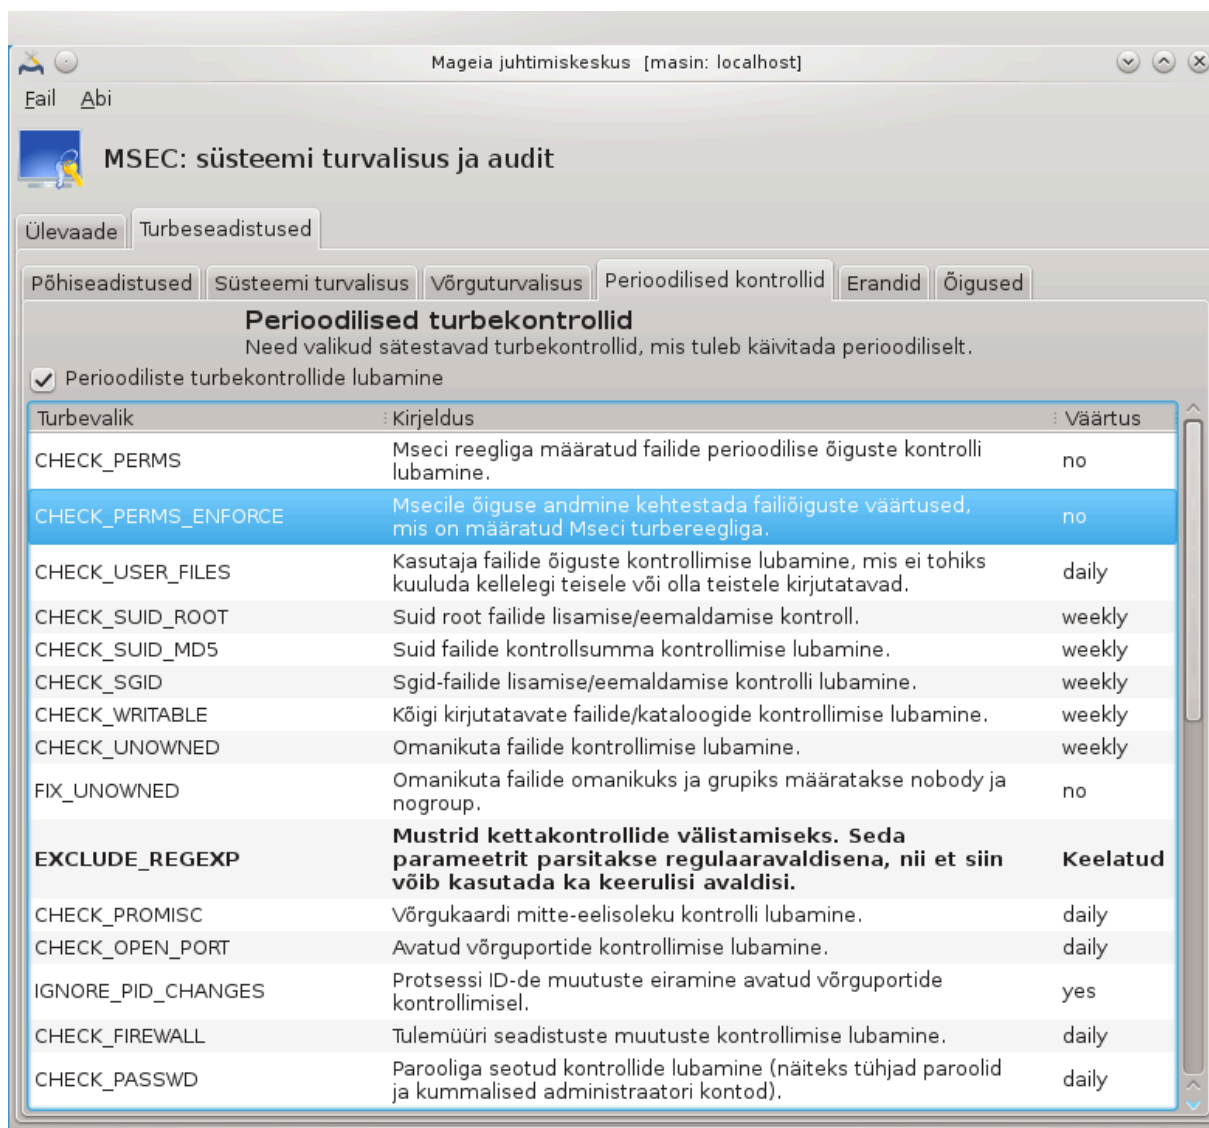 Mageia juhtimiskeskus  [masin: localhost]
Fail Abi
MSEC: süsteemi turvalisus ja audit
Ülevaade Turbeseadistused
Põhiseadistused Süsteemi turvalisus Võrguturvalisus Perioodilised kontrollid Erandid Õigused
Perioodilised turbekontrollid
Need valikud sätestavad turbekontrollid, mis tuleb käivitada perioodiliselt.
Perioodiliste turbekontrollide lubamine
Turbevalik Kirjeldus Väärtus
CHECK_PERMS Mseci reegliga määratud failide perioodilise õiguste kontrolli lubamine. no
CHECK_PERMS_ENFORCE Msecile õiguse andmine kehtestada failiõiguste väärtused, mis on määratud Mseci turbereegliga. no
CHECK_USER_FILES Kasutaja failide õiguste kontrollimise lubamine, mis ei tohiks kuuluda kellelegi teisele või olla teistele kirjutatavad. daily
CHECK_SUID_ROOT Suid root failide lisamise/eemaldamise kontroll. weekly
CHECK_SUID_MD5 Suid failide kontrollsumma kontrollimise lubamine. weekly
CHECK_SGID Sgid-failide lisamise/eemaldamise kontrolli lubamine. weekly
CHECK_WRITABLE Kõigi kirjutatavate failide/kataloogide kontrollimise lubamine. weekly
CHECK_UNOWNED Omanikuta failide kontrollimise lubamine. weekly
FIX_UNOWNED Omanikuta failide omanikuks ja grupiks määratakse nobody ja nogroup. no
EXCLUDE_REGEXP Mustrid kettakontrollide välistamiseks. Seda parameetrit parsitakse regulaaravaldisena, nii et siin võib kasutada ka keerulisi avaldisi. Keelatud
CHECK_PROMISC Võrgukaardi mitte-eelisoleku kontrolli lubamine. daily
CHECK_OPEN_PORT Avatud võrguportide kontrollimise lubamine. daily
IGNORE_PID_CHANGES Protsessi ID-de muutuste eiramine avatud võrguportide kontrollimisel. yes
CHECK_FIREWALL Tulemüüri seadistuste muutuste kontrollimise lubamine. daily
CHECK_PASSWD Parooliga seotud kontrollide lubamine (näiteks tühjad paroolid ja kummalised administraatori kontod). daily